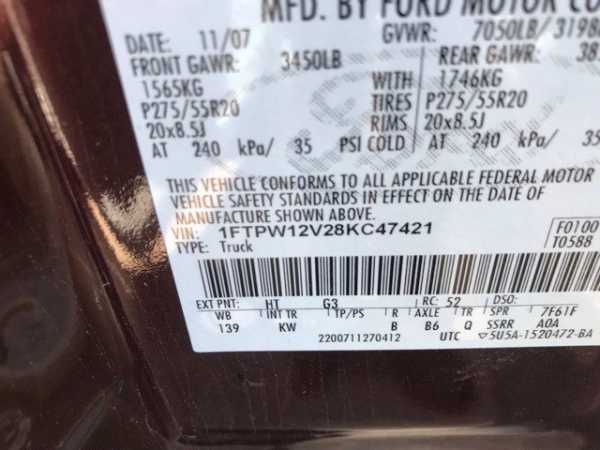 MFD. BY FORD MOTOR CO
DATE: 11/07 GVWR: 7050LB/ 3198
FRONT GAWR: 3450LB REAR GAWR: 38
1565KG WITH 1746KG
P275/55R20 TIRES P275/55R20
20x8.5J RIMS 20x8.5J
AT 240 kPa/ 35 PSI COLD AT 240 kPa/ 35
THIS VEHICLE CONFORMS TO ALL APPLICABLE FEDERAL MOTOR
VEHICLE SAFETY STANDARDS IN EFFECT ON THE DATE OF
MANUFACTURE SHOWN ABOVE.
VIN: 1FTPW12V28KC47421 F0100
TYPE: Truck T0588
EXT PNT: HT G3 RC: 52 DSO:
WB INT TR TP/PS R AXLE TR SPR 7F61F
139 KW B B6 Q SSRR AOA
2200711270412 UTC 5U5A-1520472-BA